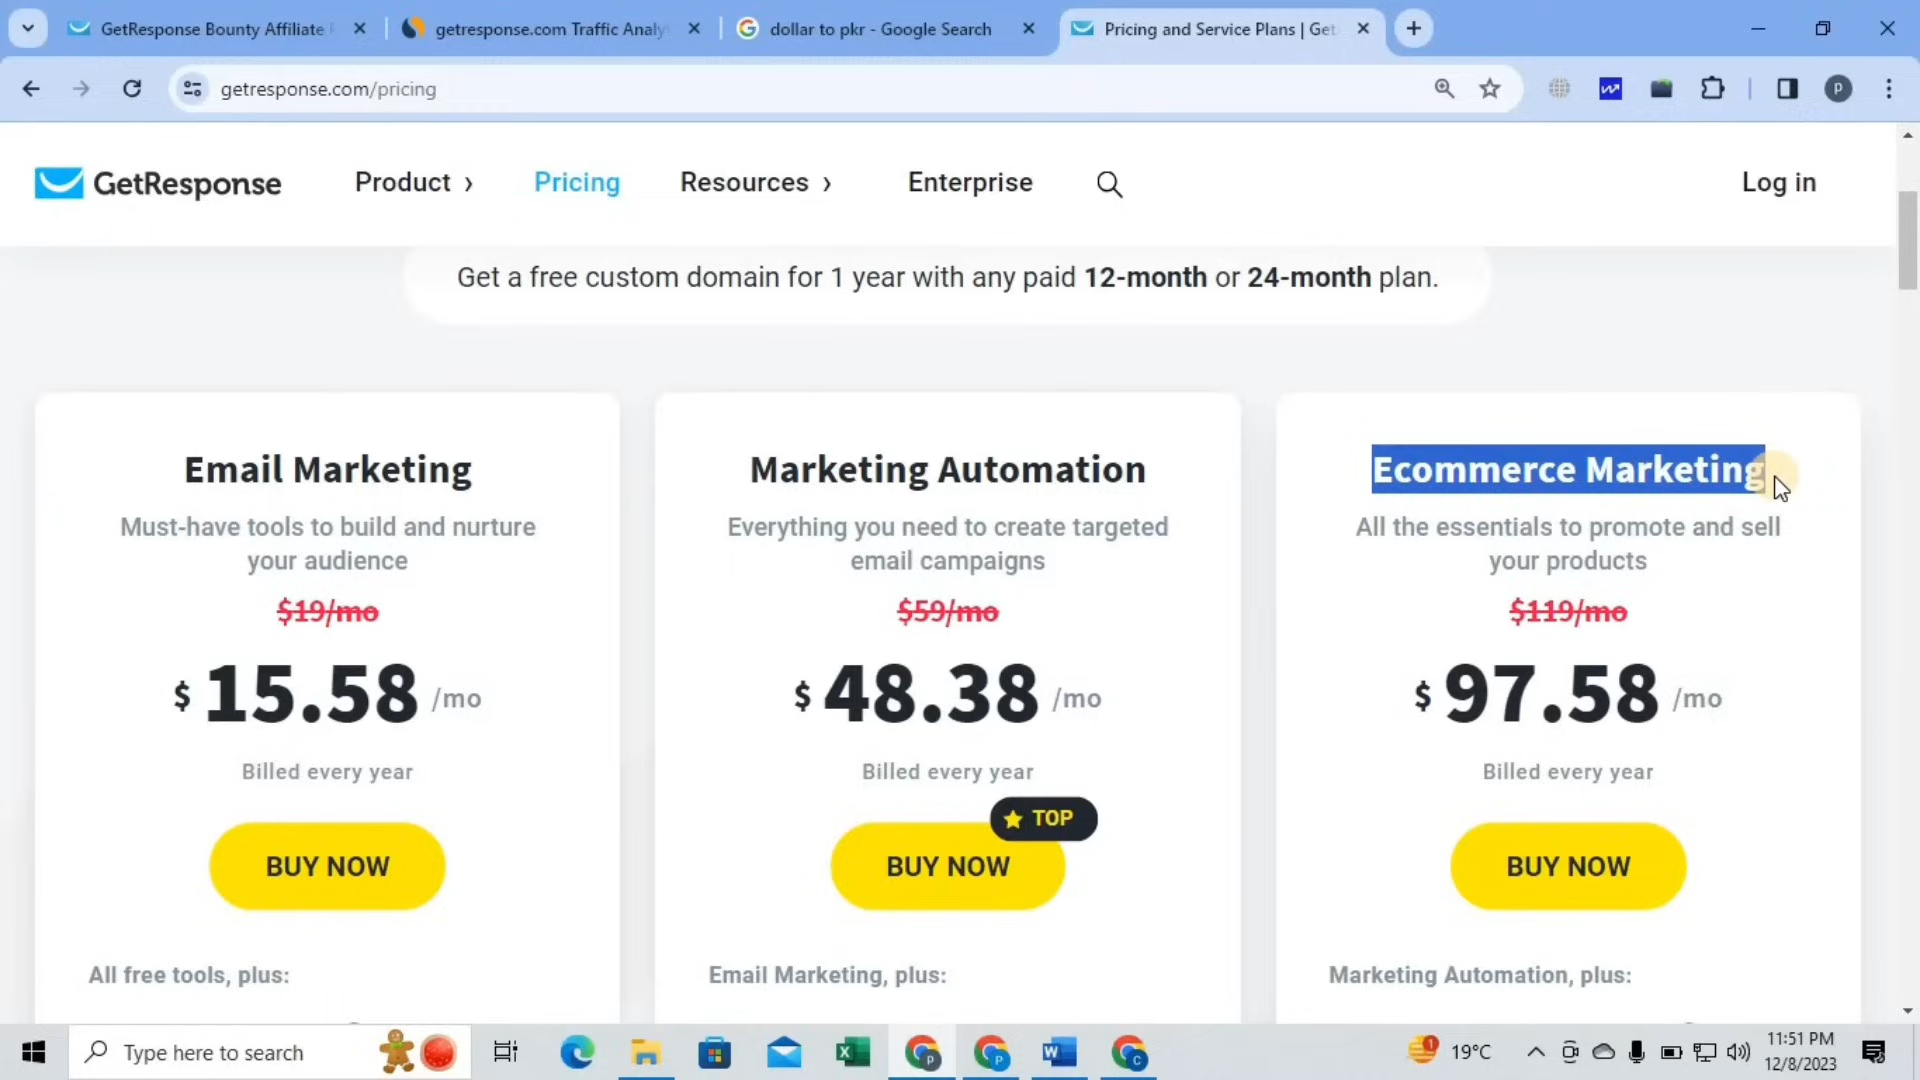 GetResponse Bounty Affiliate
getresponse.com Traffic Analy
dollar to pkr - Google Search
Pricing and Service Plans | Get
getresponse.com/pricing
P
GetResponse
Product ›
Pricing
Resources ›
Enterprise
Log in
Get a free custom domain for 1 year with any paid 12-month or 24-month plan.
Email Marketing
Must-have tools to build and nurture
your audience
$19/mo
$15.58 /mo
Billed every year
BUY NOW
All free tools, plus:
Marketing Automation
Everything you need to create targeted
email campaigns
$59/mo
$48.38 /mo
Billed every year
TOP
BUY NOW
Email Marketing, plus:
Ecommerce Marketing
All the essentials to promote and sell
your products
$119/mo
$97.58 /mo
Billed every year
BUY NOW
Marketing Automation, plus:
Type here to search
1
19°C
11:51 PM
12/8/2023